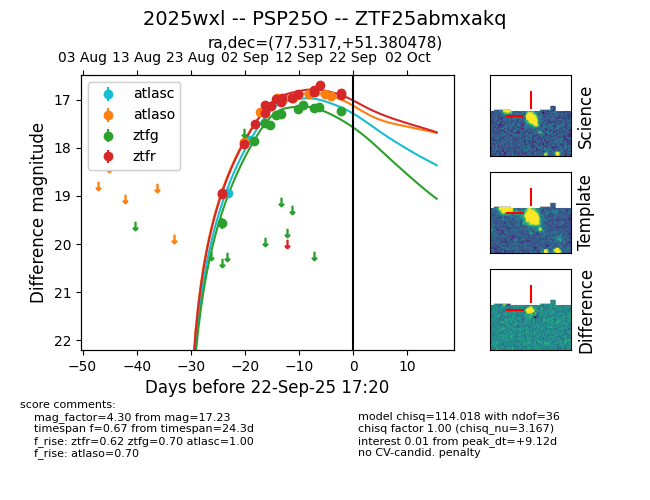 2025wxl -- PSP25O -- ZTF25abmxakq
ra,dec=(77.5317,+51.380478)
03 Aug 13 Aug 23 Aug 02 Sep 12 Sep 22 Sep 02 Oct
atlasc
atlaso
ztfg
ztfr
17
18
19
20
21
22
Difference magnitude
−50 −40 −30 −20 −10 0 10
Days before 22-Sep-25 17:20
Science
Template
Difference
score comments:
mag_factor=4.30 from mag=17.23
timespan f=0.67 from timespan=24.3d
f_rise: ztfr=0.62 ztfg=0.70 atlasc=1.00
f_rise: atlaso=0.70
model chisq=114.018 with ndof=36
chisq factor 1.00 (chisq_nu=3.167)
interest 0.01 from peak_dt=+9.12d
no CV-candid. penalty